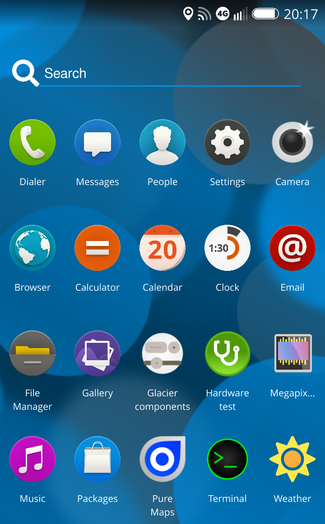 4G 20:17
Search
Dialer Messages People Settings Camera
20 1:30 @
Browser Calculator Calendar Clock Email
File Gallery Glacier Hardware Megapix...
Manager components test
>_
Music Packages Pure Terminal Weather
Maps